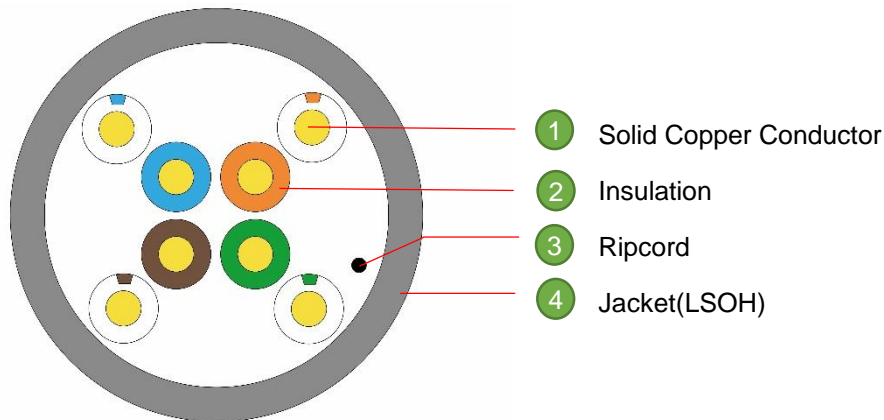 1 Solid Copper Conductor
2 Insulation
3 Ripcord
4 Jacket(LSOH)